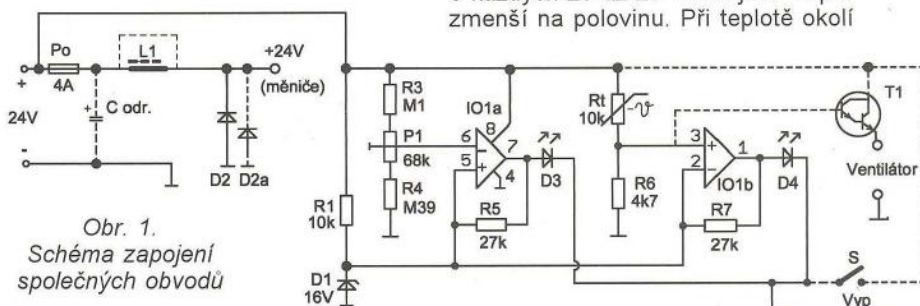 zmenší na polovinu. Při teplotě okolí
Po
4A
L1
+24V
(měniče)
+
24V
-
C odr.
+
D2 D2a
R1
10k
D1
16V
R3
M1
P1
68k
R4
M39
IO1a
6
5
8
7
4
-
+
D3
R5
27k
Rt
10k
-ϑ
R6
4k7
3
2
+
-
1
IO1b
D4
R7
27k
T1
Ventilátor
S
Vyp
Obr. 1.
Schéma zapojení
společných obvodů